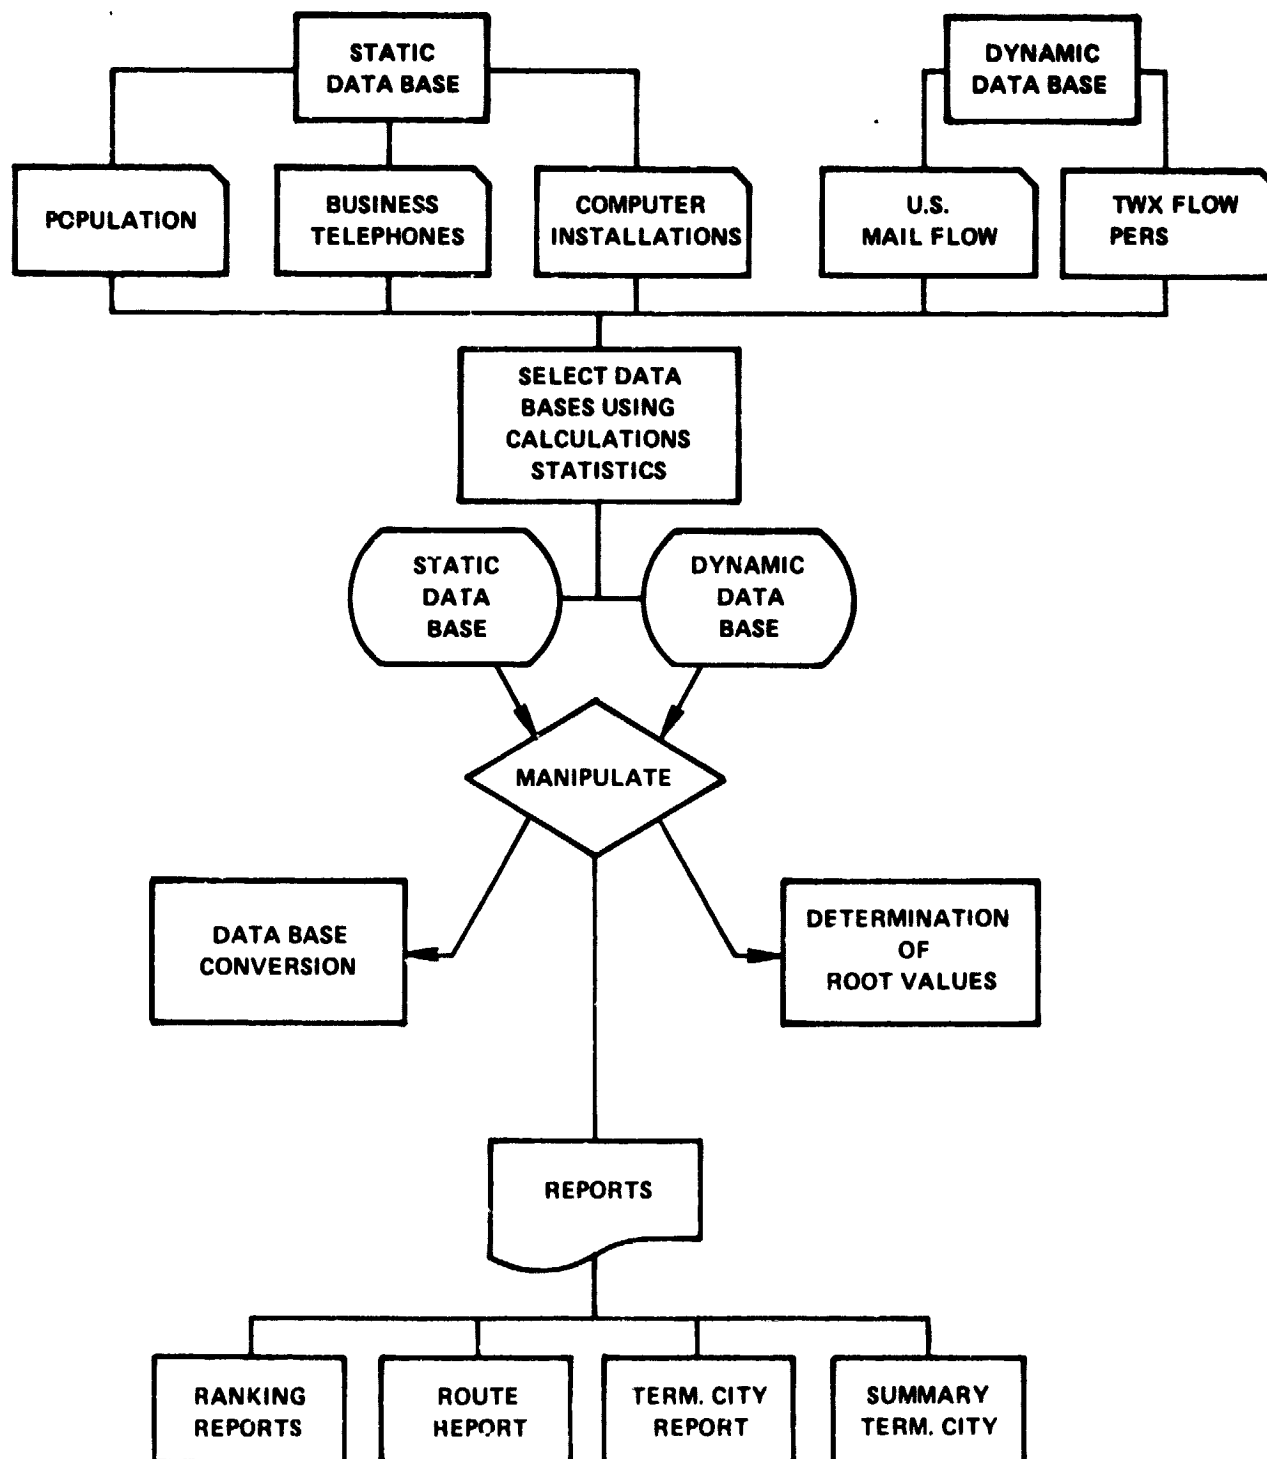 STATIC
DATA BASE
DYNAMIC
DATA BASE
PCPULATION
BUSINESS
TELEPHONES
COMPUTER
INSTALLATIONS
U.S.
MAIL FLOW
TWX FLOW
PERS
SELECT DATA
BASES USING
CALCULATIONS
STATISTICS
STATIC
DATA
BASE
DYNAMIC
DATA
BASE
MANIPULATE
DATA BASE
CONVERSION
DETERMINATION
OF
ROOT VALUES
REPORTS
RANKING
REPORTS
ROUTE
HEPORT
TERM. CITY
REPORT
SUMMARY
TERM. CITY